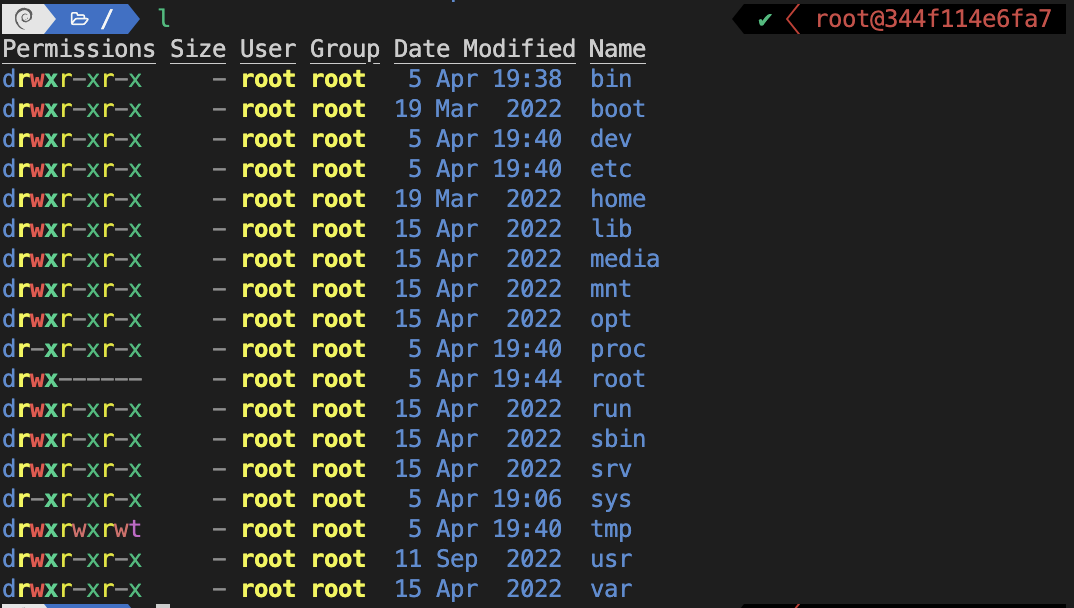 / l ✔ root@344f114e6fa7
Permissions Size User Group Date Modified Name
drwxr-xr-x - root root 5 Apr 19:38 bin
drwxr-xr-x - root root 19 Mar 2022 boot
drwxr-xr-x - root root 5 Apr 19:40 dev
drwxr-xr-x - root root 5 Apr 19:40 etc
drwxr-xr-x - root root 19 Mar 2022 home
drwxr-xr-x - root root 15 Apr 2022 lib
drwxr-xr-x - root root 15 Apr 2022 media
drwxr-xr-x - root root 15 Apr 2022 mnt
drwxr-xr-x - root root 15 Apr 2022 opt
dr-xr-xr-x - root root 5 Apr 19:40 proc
drwx------ - root root 5 Apr 19:44 root
drwxr-xr-x - root root 15 Apr 2022 run
drwxr-xr-x - root root 15 Apr 2022 sbin
drwxr-xr-x - root root 15 Apr 2022 srv
dr-xr-xr-x - root root 5 Apr 19:06 sys
drwxrwxrwt - root root 5 Apr 19:40 tmp
drwxr-xr-x - root root 11 Sep 2022 usr
drwxr-xr-x - root root 15 Apr 2022 var